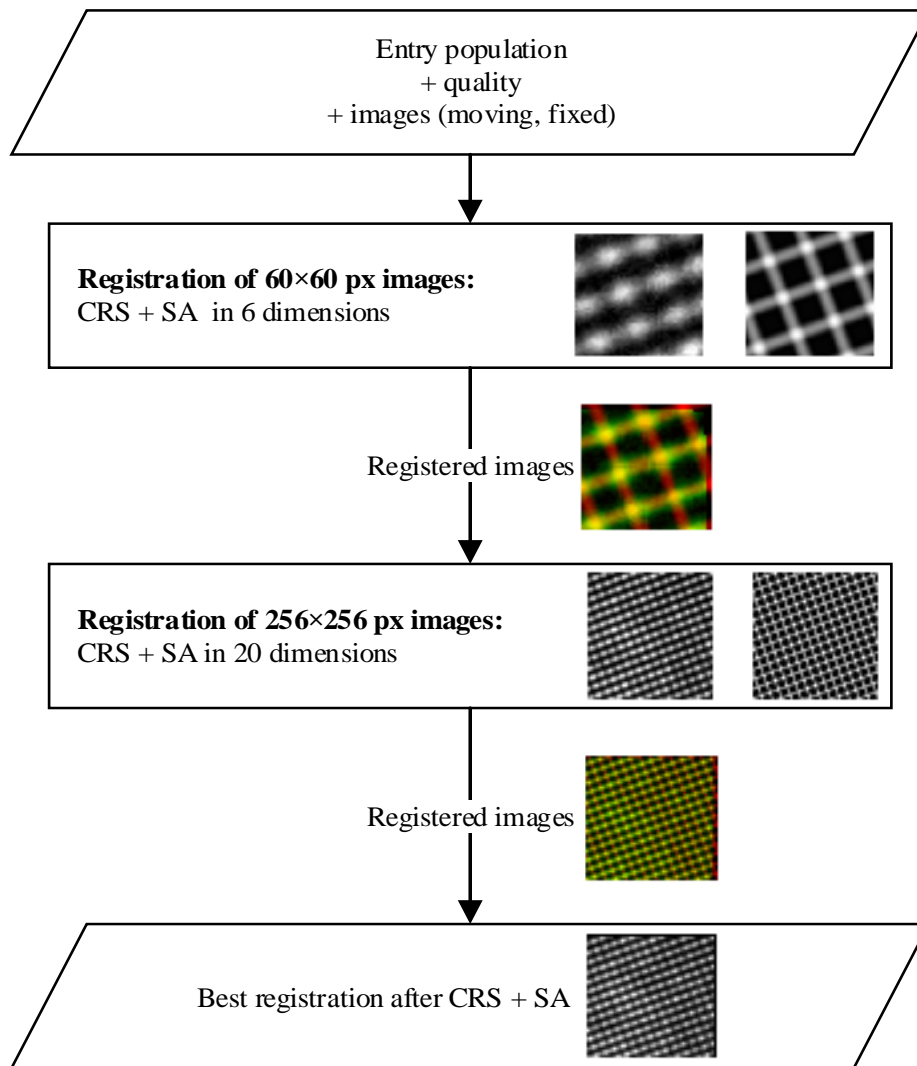 Entry population
+ quality
+ images (moving, fixed)
Registration of 60×60 px images:
CRS + SA in 6 dimensions
Registered images
Registration of 256×256 px images:
CRS + SA in 20 dimensions
Registered images
Best registration after CRS + SA